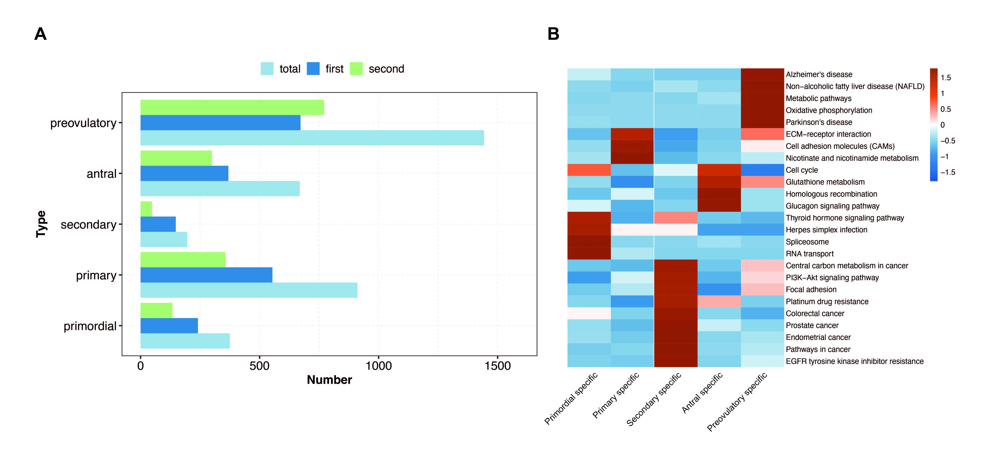 A
total first second
preovulatory
antral
secondary
primary
primordial
Type
0 500 1000 1500
Number
B
Alzheimer's disease
Non−alcoholic fatty liver disease (NAFLD)
Metabolic pathways
Oxidative phosphorylation
Parkinson's disease
ECM−receptor interaction
Cell adhesion molecules (CAMs)
Nicotinate and nicotinamide metabolism
Cell cycle
Glutathione metabolism
Homologous recombination
Glucagon signaling pathway
Thyroid hormone signaling pathway
Herpes simplex infection
Spliceosome
RNA transport
Central carbon metabolism in cancer
PI3K−Akt signaling pathway
Focal adhesion
Platinum drug resistance
Colorectal cancer
Prostate cancer
Endometrial cancer
Pathways in cancer
EGFR tyrosine kinase inhibitor resistance
1.5
1
0.5
0
−0.5
−1
−1.5
Primordial specific
Primary specific
Secondary specific
Antral specific
Preovulatory specific